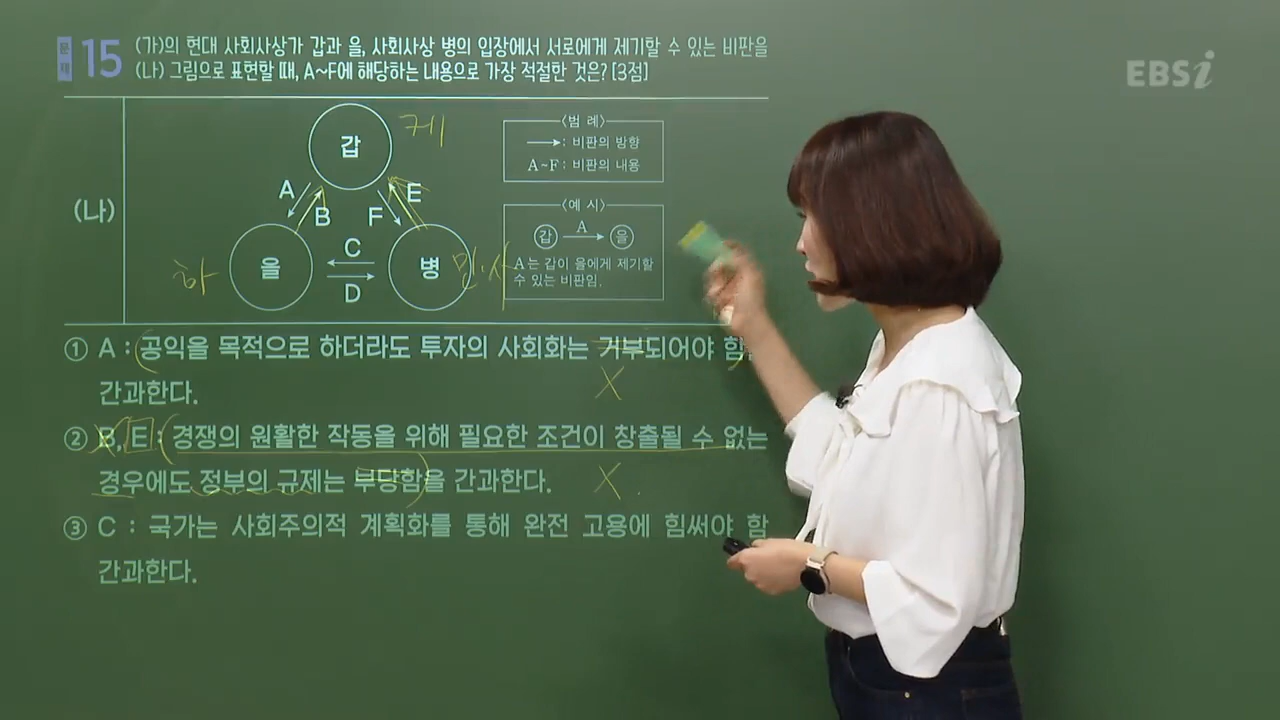 문제 15 (가)의 현대 사회사상가 갑과 을, 사회사상 병의 입장에서 서로에게 제기할 수 있는 비판을
(나) 그림으로 표현할 때, A~F에 해당하는 내용으로 가장 적절한 것은? [3점]
EBSi
(나)
갑
케
A
B
F
E
을
하
C
D
병
민·사
<범 례>
→ : 비판의 방향
A~F : 비판의 내용
<예 시>
갑 A→ 을
A는 갑이 을에게 제기할
수 있는 비판임.
① A : 공익을 목적으로 하더라도 투자의 사회화는 거부되어야 함
X
간과한다.
② B, E : 경쟁의 원활한 작동을 위해 필요한 조건이 창출될 수 없는
경우에도 정부의 규제는 부당함을 간과한다.
X
③ C : 국가는 사회주의적 계획화를 통해 완전 고용에 힘써야 함
간과한다.